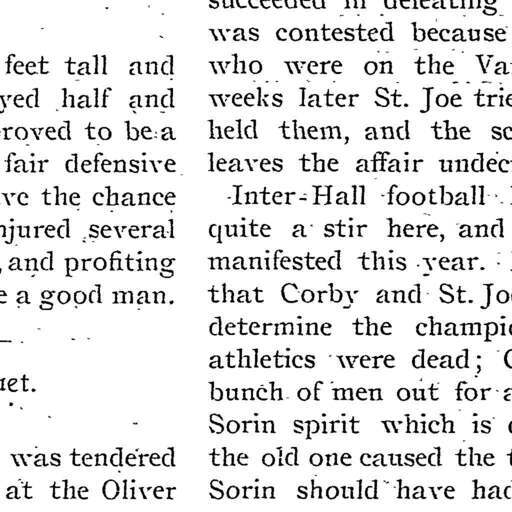 feet tall and
yed half and
roved to be a
fair defensive
the chance
njured several
and profiting
e a good man.
uet.
was tendered
at the Oliver
succeeded in defeating
was contested because
who were on the Va
weeks later St. Joe trie
held them, and the sc
leaves the affair undec
Inter-Hall football
quite a stir here, and
manifested this year.
that Corby and St. Jo
determine the champi
athletics were dead;
bunch of men out for a
Sorin spirit which is
the old one caused the
Sorin should have had